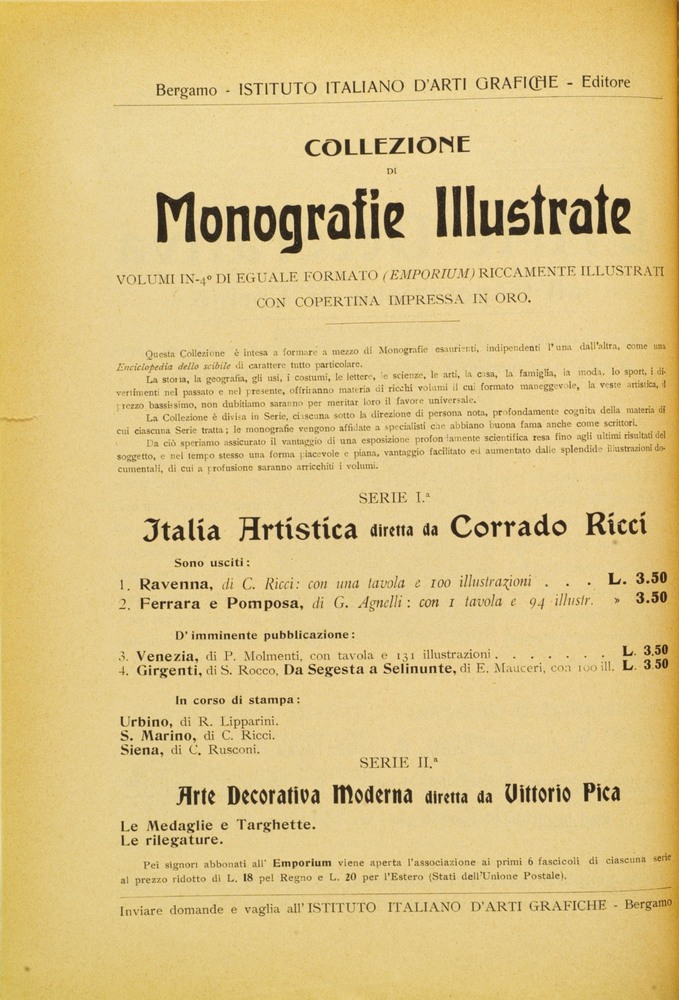 Bergamo - ISTITUTO ITALIANO D'ARTI GRAFICHE - Editore
COLLEZIONE
DI
Monografie Illustrate
VOLUMI IN-4º DI EGUALE FORMATO (EMPORIUM) RICCAMENTE ILLUSTRATI
CON COPERTINA IMPRESSA IN ORO.
Questa Collezione è intesa a formare a mezzo di Monografie esaurienti, indipendenti l'una dall'altra, come una
Enciclopedia dello scibile di carattere tutto particolare.
La storia, la geografia, gli usi, i costumi, le lettere, le scienze, le arti, la casa, la famiglia, la moda, lo sport, i di-
vertimenti nel passato e nel presente, offriranno materia di ricchi volumi il cui formato maneggevole, la veste artistica, il
prezzo bassissimo, non dubitiamo saranno per meritar loro il favore universale.
La Collezione è divisa in Serie, ciascuna sotto la direzione di persona nota, profondamente cognita della materia di
cui ciascuna Serie tratta; le monografie vengono affidate a specialisti che abbiano buona fama anche come scrittori.
Da ciò speriamo assicurato il vantaggio di una esposizione profondamente scientifica resa fino agli ultimi risultati del
soggetto, e nel tempo stesso una forma piacevole e piana, vantaggio facilitato ed aumentato dalle splendide illustrazioni do-
cumentali, di cui a profusione saranno arricchiti i volumi.
SERIE I.ª
Italia Artistica diretta da Corrado Ricci
Sono usciti:
1. Ravenna, di C. Ricci: con una tavola e 100 illustrazioni . . . L. 3.50
2. Ferrara e Pomposa, di G. Agnelli: con 1 tavola e 94 illustr. » 3.50
D'imminente pubblicazione:
3. Venezia, di P. Molmenti, con tavola e 131 illustrazioni . . . . . . . L. 3,50
4. Girgenti, di S. Rocco, Da Segesta a Selinunte, di E. Mauceri, con 100 ill. L. 3 50
In corso di stampa:
Urbino, di R. Lipparini.
S. Marino, di C. Ricci.
Siena, di C. Rusconi.
SERIE II.ª
Arte Decorativa Moderna diretta da Vittorio Pica
Le Medaglie e Targhette.
Le rilegature.
Pei signori abbonati all' Emporium viene aperta l'associazione ai primi 6 fascicoli di ciascuna serie
al prezzo ridotto di L. 18 pel Regno e L. 20 per l'Estero (Stati dell'Unione Postale).
Inviare domande e vaglia all'ISTITUTO ITALIANO D'ARTI GRAFICHE - Bergamo